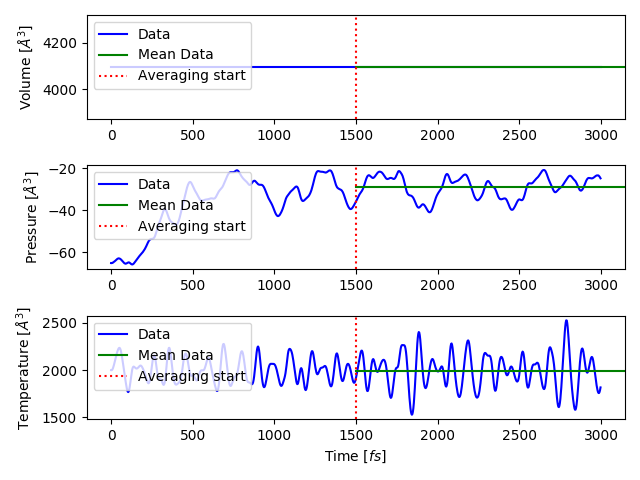 Volume [Å³]
4200
4000
Data
Mean Data
Averaging start
0 500 1000 1500 2000 2500 3000
Pressure [Å³]
−20
−40
−60
Data
Mean Data
Averaging start
0 500 1000 1500 2000 2500 3000
Temperature [Å³]
2500
2000
1500
Data
Mean Data
Averaging start
0 500 1000 1500 2000 2500 3000
Time [fs]